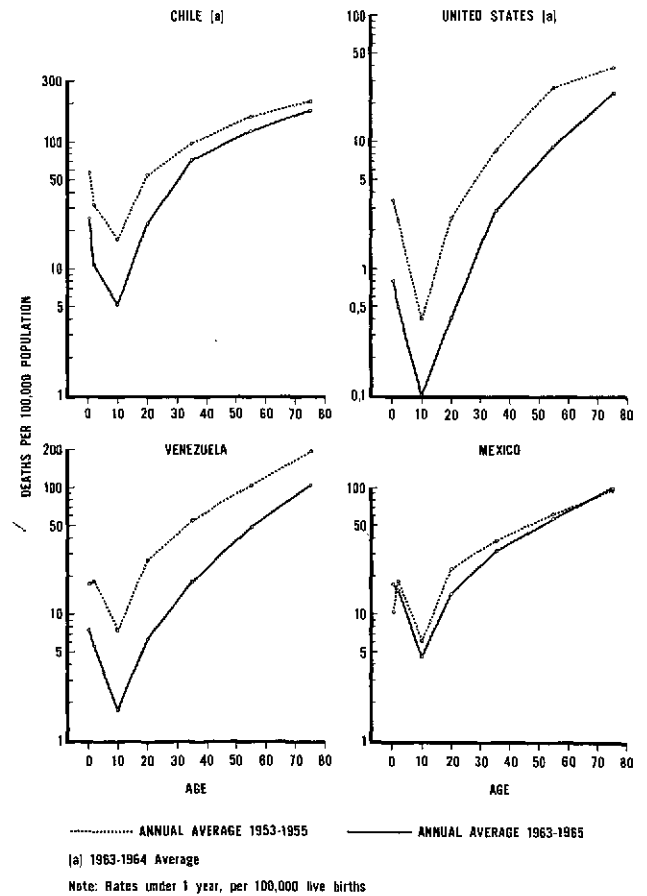 CHILE (a)
300
100
50
10
5
1
0 10 20 30 40 50 60 70 80
UNITED STATES (a)
100
50
10
5
1
0,5
0,1
0 10 20 30 40 50 60 70 80
DEATHS PER 100,000 POPULATION
VENEZUELA
200
100
50
10
5
1
0 10 20 30 40 50 60 70 80
AGE
MEXICO
100
50
10
5
1
0 10 20 30 40 50 60 70 80
AGE
ANNUAL AVERAGE 1953-1955
ANNUAL AVERAGE 1963-1965
(a) 1963-1964 Average
Note: Rates under 1 year, per 100,000 live births